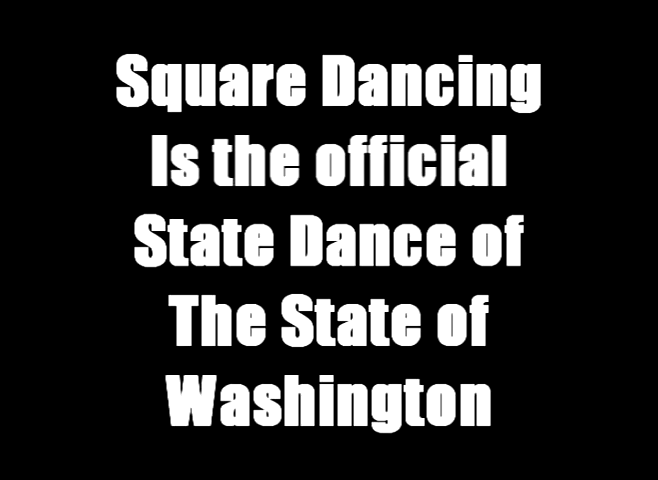 Square Dancing
Is the official
State Dance of
The State of
Washington